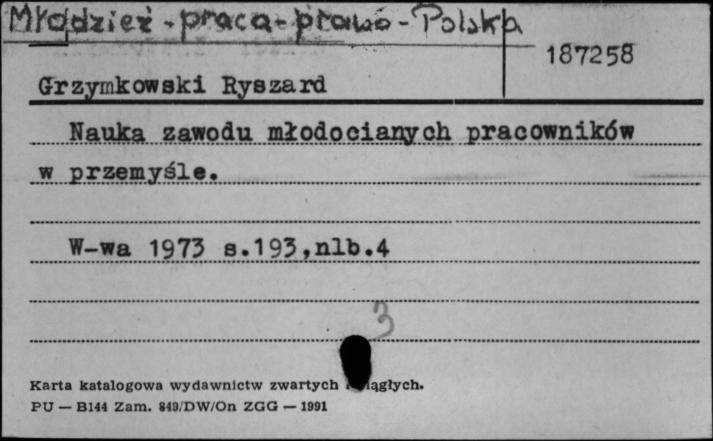 Młodzież - praca - prawo - Polska
187258
Grzymkowski Ryszard
Nauka zawodu młodocianych pracowników
w przemyśle.
W-wa 1973 s.193,nlb.4
3
Karta katalogowa wydawnictw zwartych
PU — B144 Zam. 849/DW/On ZGG — 1991